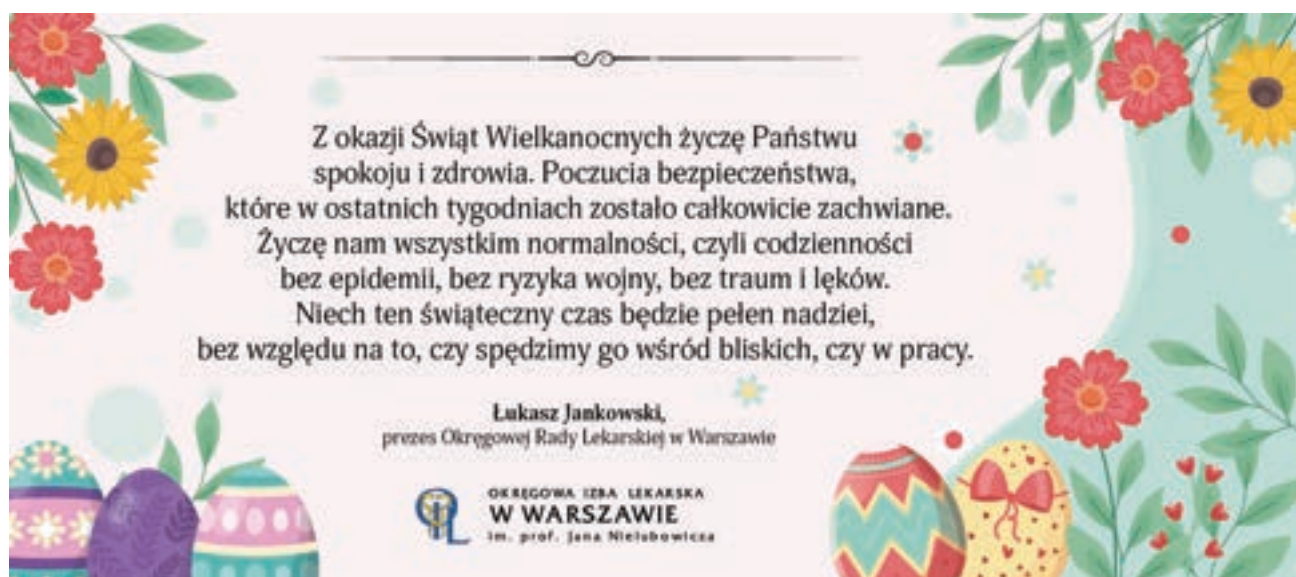 Z okazji Świąt Wielkanocnych życzę Państwu
spokoju i zdrowia. Poczucia bezpieczeństwa,
które w ostatnich tygodniach zostało całkowicie zachwiane.
Życzę nam wszystkim normalności, czyli codzienności
bez epidemii, bez ryzyka wojny, bez traum i lęków.
Niech ten świąteczny czas będzie pełen nadziei,
bez względu na to, czy spędzimy go wśród bliskich, czy w pracy.
Łukasz Jankowski,
prezes Okręgowej Rady Lekarskiej w Warszawie
OKRĘGOWA IZBA LEKARSKA
W WARSZAWIE
im. prof. Jana Nielubowicza